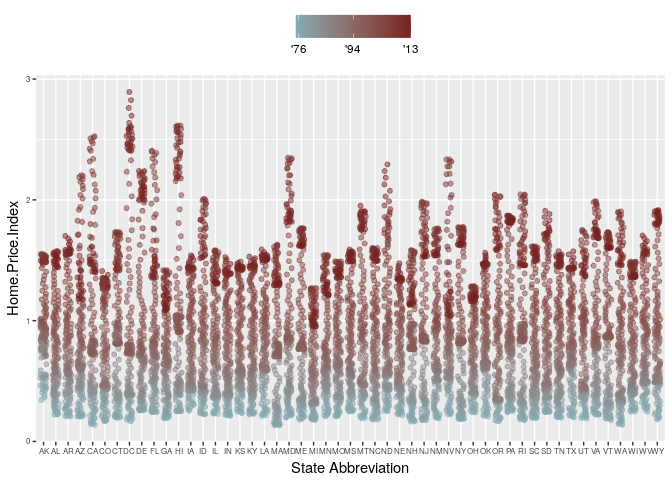 '76 '94 '13
3
2
1
0
Home.Price.Index
AK AL AR AZ CA CO CT DC DE FL GA HI IA ID IL IN KS KY LA MA MD ME MI MN MO MS MT NC ND NE NH NJ NM NV NY OH OK OR PA RI SC SD TN TX UT VA VT WA WI WV WY
State Abbreviation